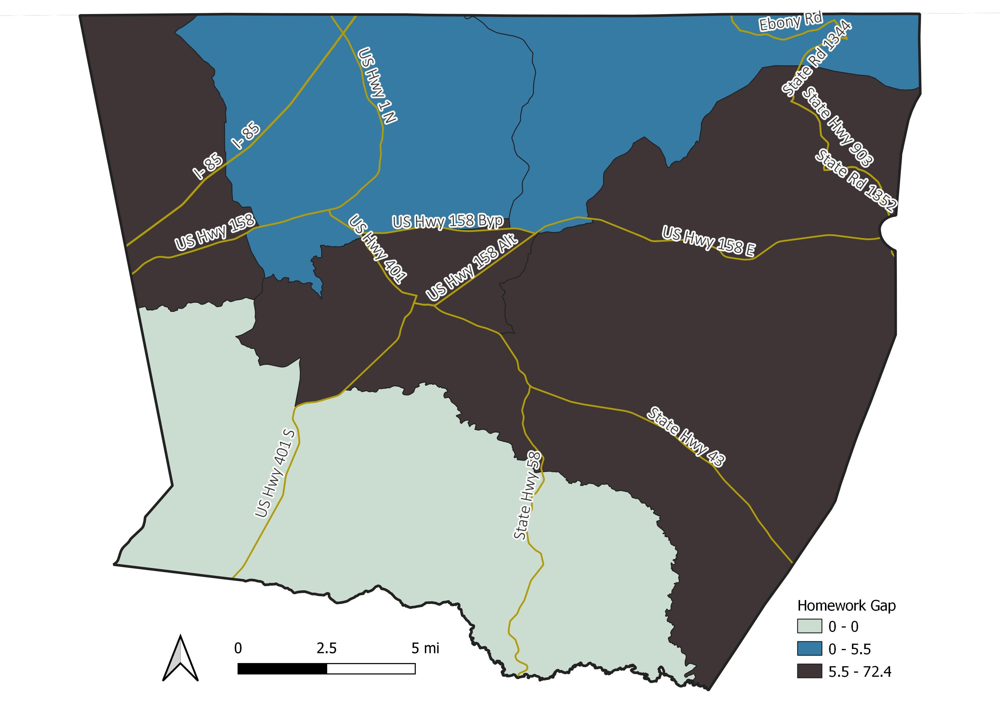 Ebony Rd
State Rd 1344
US Hwy 1 N
State Hwy 903
I- 85
I- 85
State Rd 1352
US Hwy 158
US Hwy 401
US Hwy 158 Byp
US Hwy 158 Alt
US Hwy 158 E
State Hwy 43
US Hwy 401 S
State Hwy 58
Homework Gap
0 - 0
0 - 5.5
5.5 - 72.4
0 2.5 5 mi